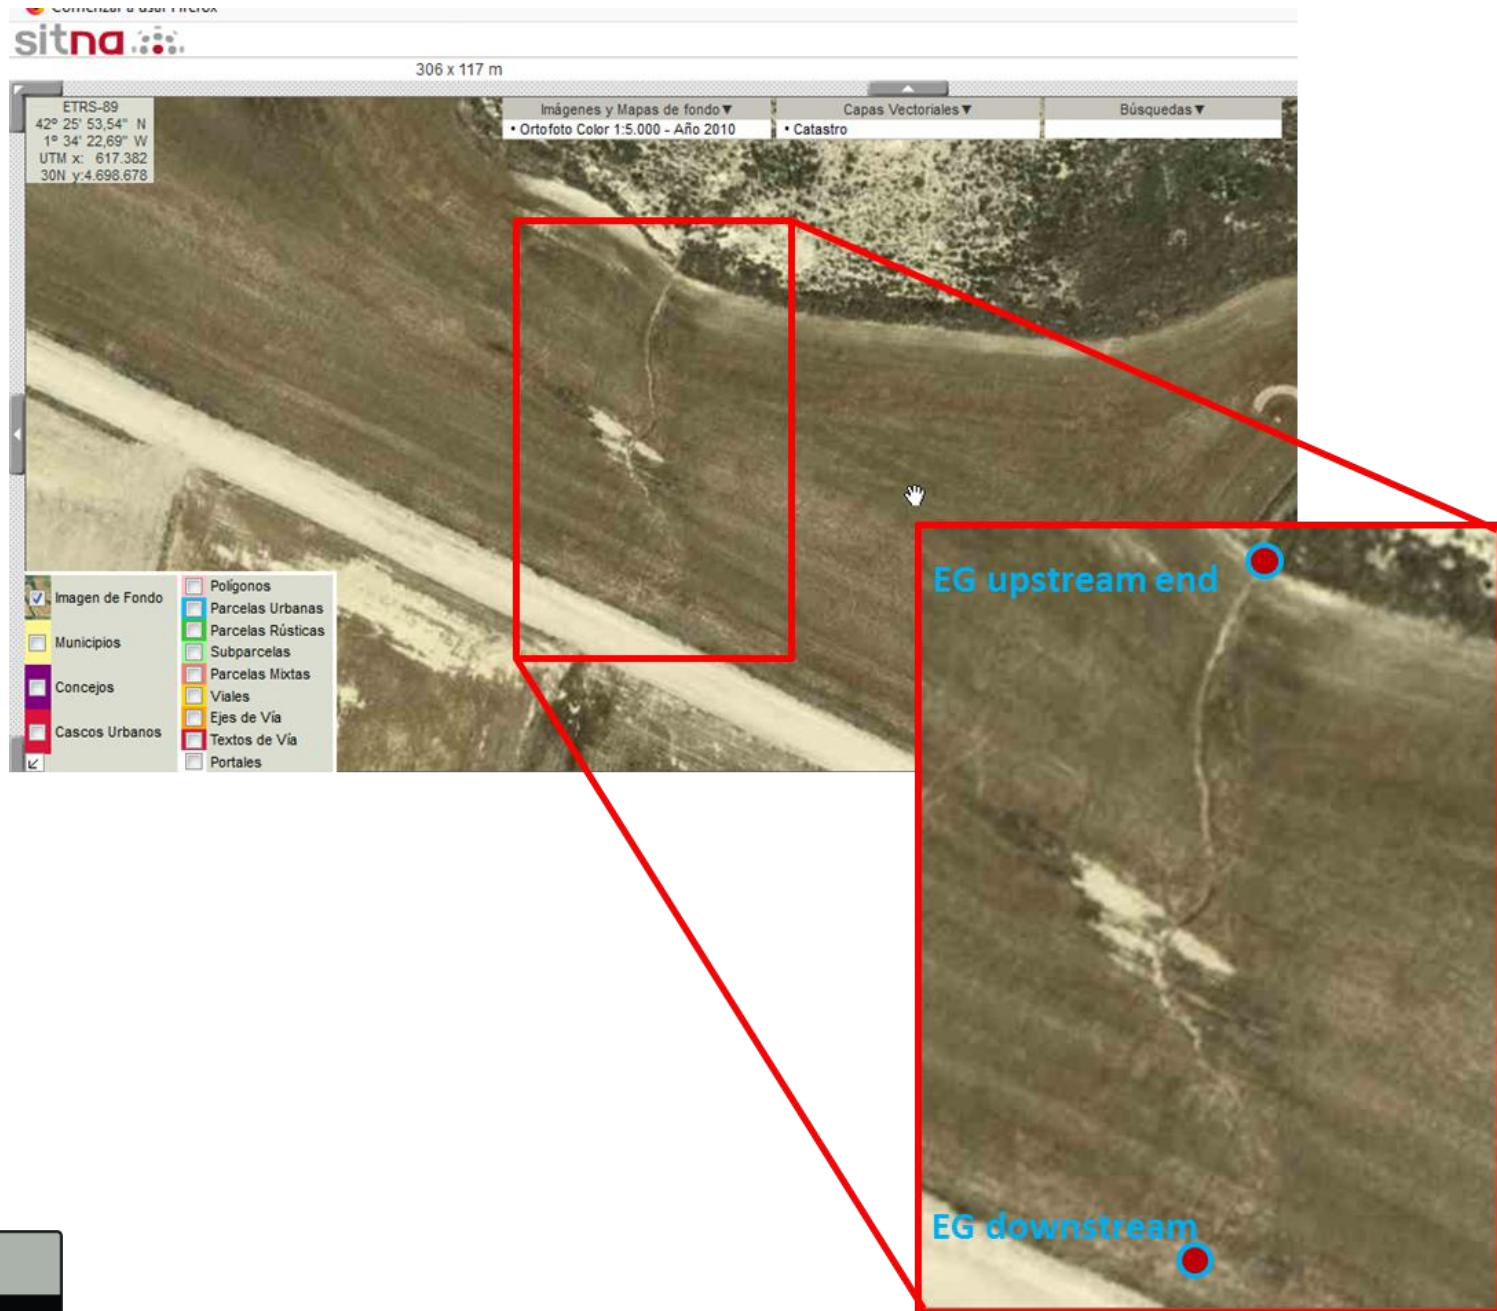 Comenzar a usar Firefox
sitna
306 x 117 m
ETRS-89
42º 25' 53,54" N
1º 34' 22,69" W
UTM x: 617.382
30N y:4.698.678
Imágenes y Mapas de fondo▼
• Ortofoto Color 1:5.000 - Año 2010
Capas Vectoriales▼
• Catastro
Búsquedas▼
Imagen de Fondo
Municipios
Concejos
Cascos Urbanos
Polígonos
Parcelas Urbanas
Parcelas Rústicas
Subparcelas
Parcelas Mixtas
Viales
Ejes de Vía
Textos de Vía
Portales
EG upstream end
EG downstream